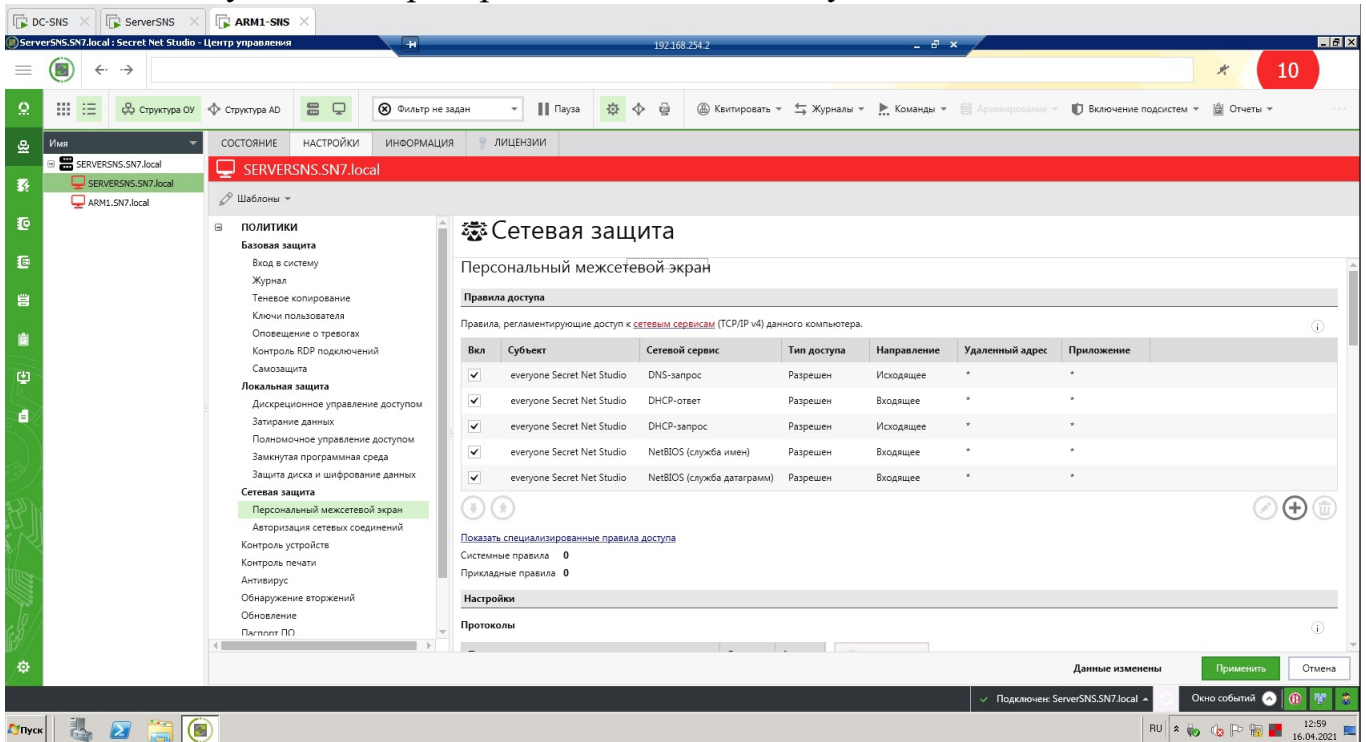 DC-SNS ServerSNS ARM1-SNS
ServerSNS.SN7.local : Secret Net Studio - Центр управления 192.168.254.2
10
Структура ОУ Структура AD Фильтр не задан Пауза Квитировать Журналы Команды Архивирование Включение подсистем Отчеты
Имя СОСТОЯНИЕ НАСТРОЙКИ ИНФОРМАЦИЯ ЛИЦЕНЗИИ
SERVERSNS.SN7.local
SERVERSNS.SN7.local
ARM1.SN7.local
SERVERSNS.SN7.local
Шаблоны
ПОЛИТИКИ
Базовая защита
Вход в систему
Журнал
Теневое копирование
Ключи пользователя
Оповещение о тревогах
Контроль RDP подключений
Самозащита
Локальная защита
Дискреционное управление доступом
Затирание данных
Полномочное управление доступом
Замкнутая программная среда
Защита диска и шифрование данных
Сетевая защита
Персональный межсетевой экран
Авторизация сетевых соединений
Контроль устройств
Контроль печати
Антивирус
Обнаружение вторжений
Обновление
Паспорт ПО
Сетевая защита
Персональный межсетевой экран
Правила доступа
Правила, регламентирующие доступ к сетевым сервисам (TCP/IP v4) данного компьютера.
Вкл Субъект Сетевой сервис Тип доступа Направление Удаленный адрес Приложение
everyone Secret Net Studio DNS-запрос Разрешен Исходящее * *
everyone Secret Net Studio DHCP-ответ Разрешен Входящее * *
everyone Secret Net Studio DHCP-запрос Разрешен Исходящее * *
everyone Secret Net Studio NetBIOS (служба имен) Разрешен Входящее * *
everyone Secret Net Studio NetBIOS (служба датаграмм) Разрешен Входящее * *
Показать специализированные правила доступа
Системные правила 0
Прикладные правила 0
Настройки
Протоколы
Данные изменены Применить Отмена
Подключен: ServerSNS.SN7.local Окно событий
Пуск RU 12:59
16.04.2021